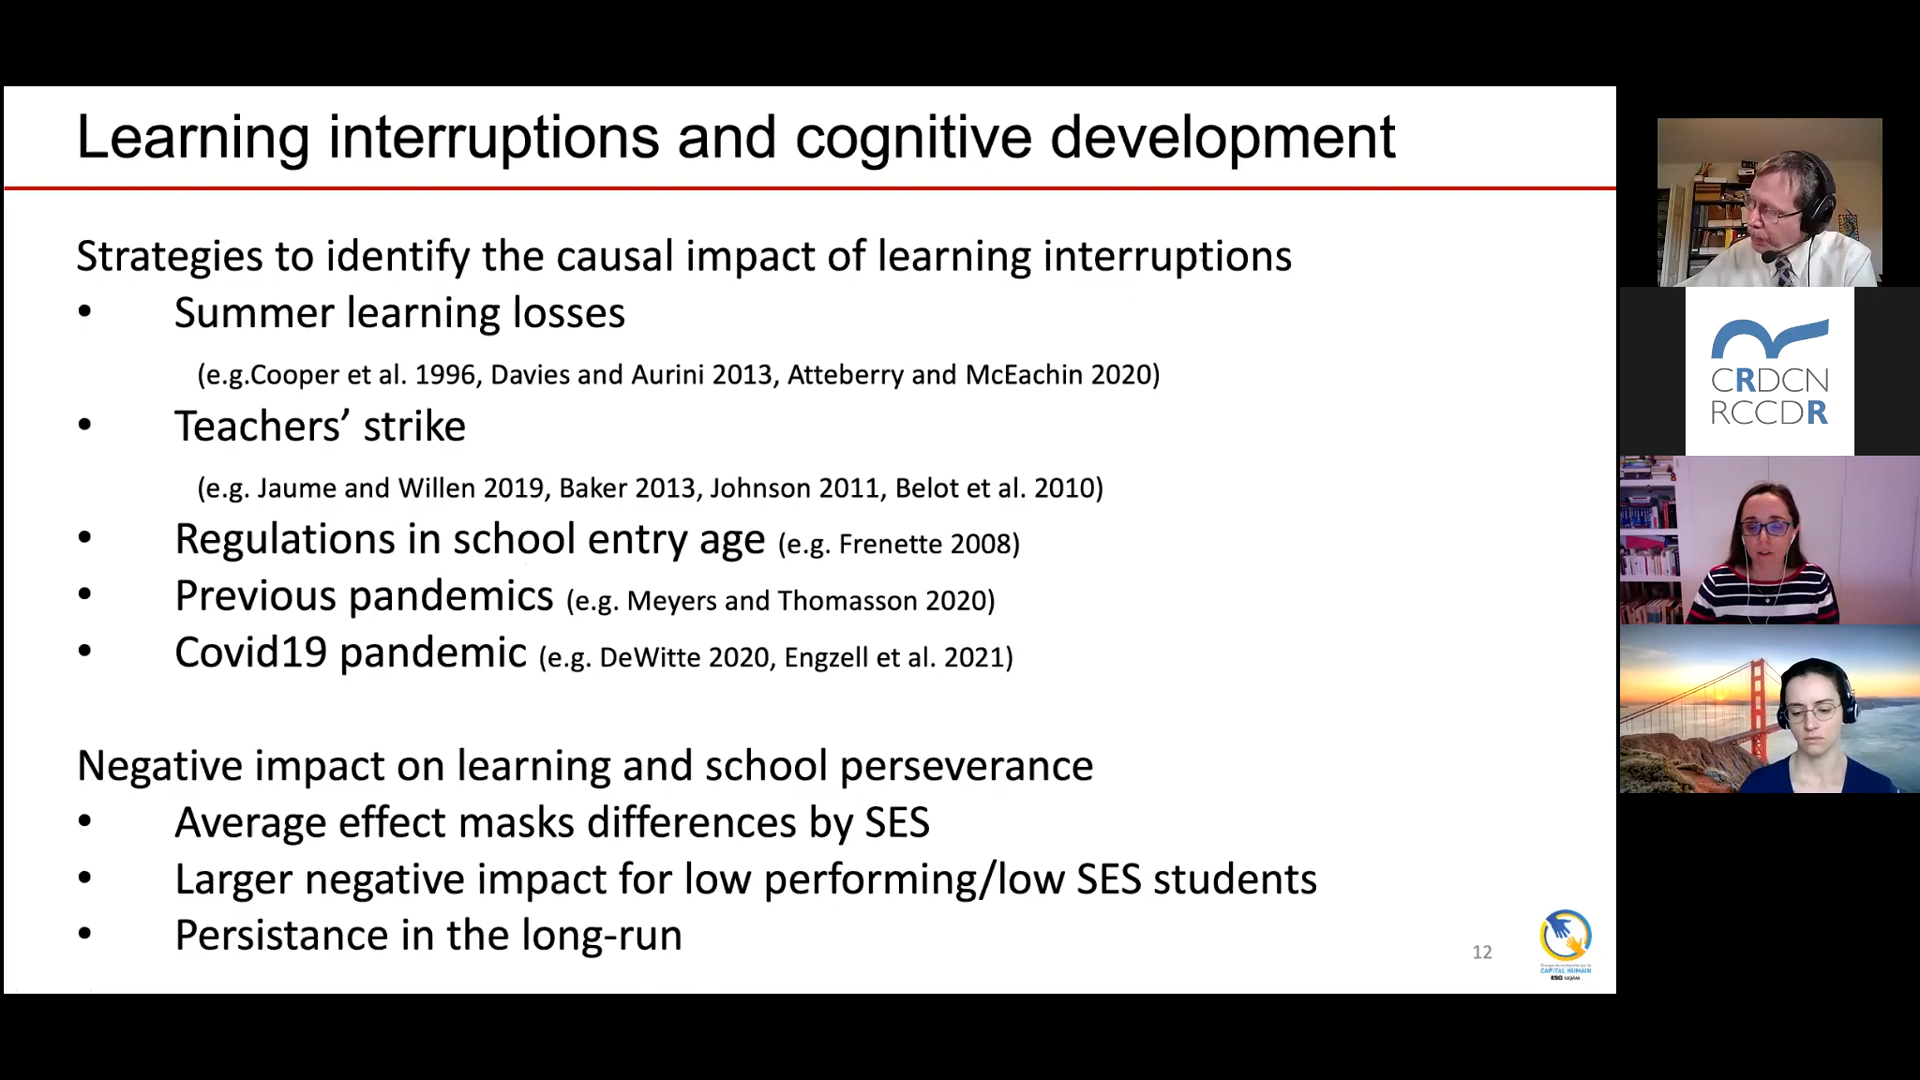 Learning interruptions and cognitive development
Strategies to identify the causal impact of learning interruptions
• Summer learning losses
(e.g.Cooper et al. 1996, Davies and Aurini 2013, Atteberry and McEachin 2020)
• Teachers’ strike
(e.g. Jaume and Willen 2019, Baker 2013, Johnson 2011, Belot et al. 2010)
• Regulations in school entry age (e.g. Frenette 2008)
• Previous pandemics (e.g. Meyers and Thomasson 2020)
• Covid19 pandemic (e.g. DeWitte 2020, Engzell et al. 2021)
Negative impact on learning and school perseverance
• Average effect masks differences by SES
• Larger negative impact for low performing/low SES students
• Persistance in the long-run
12
CAPITAL HUMAIN
ESG UQAM
CRDCN
RCCDR